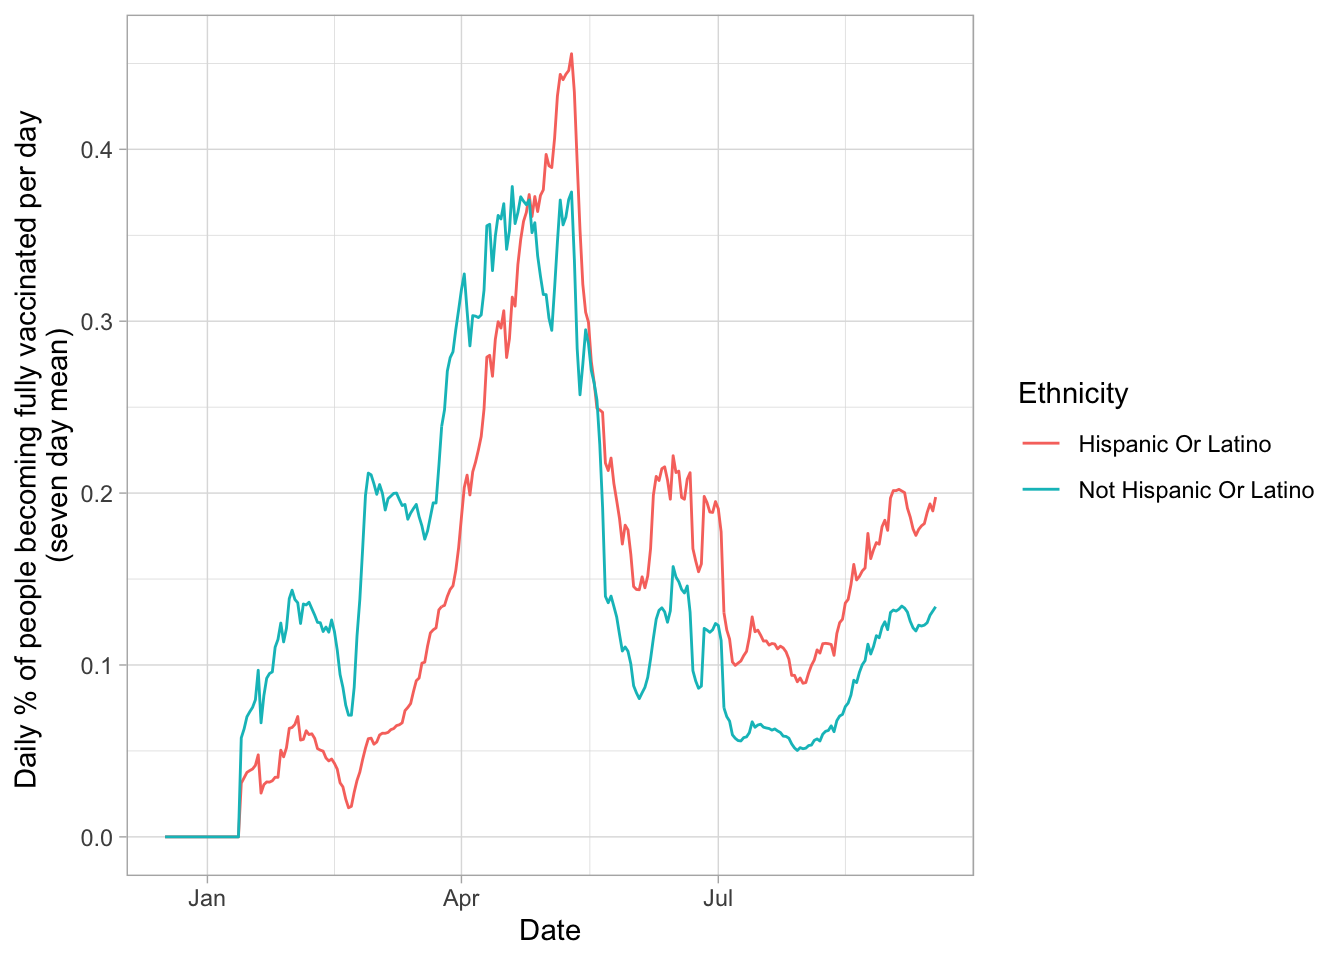 Daily % of people becoming fully vaccinated per day
(seven day mean)
0.4
0.3
0.2
0.1
0.0
Jan
Apr
Jul
Date
Ethnicity
Hispanic Or Latino
Not Hispanic Or Latino